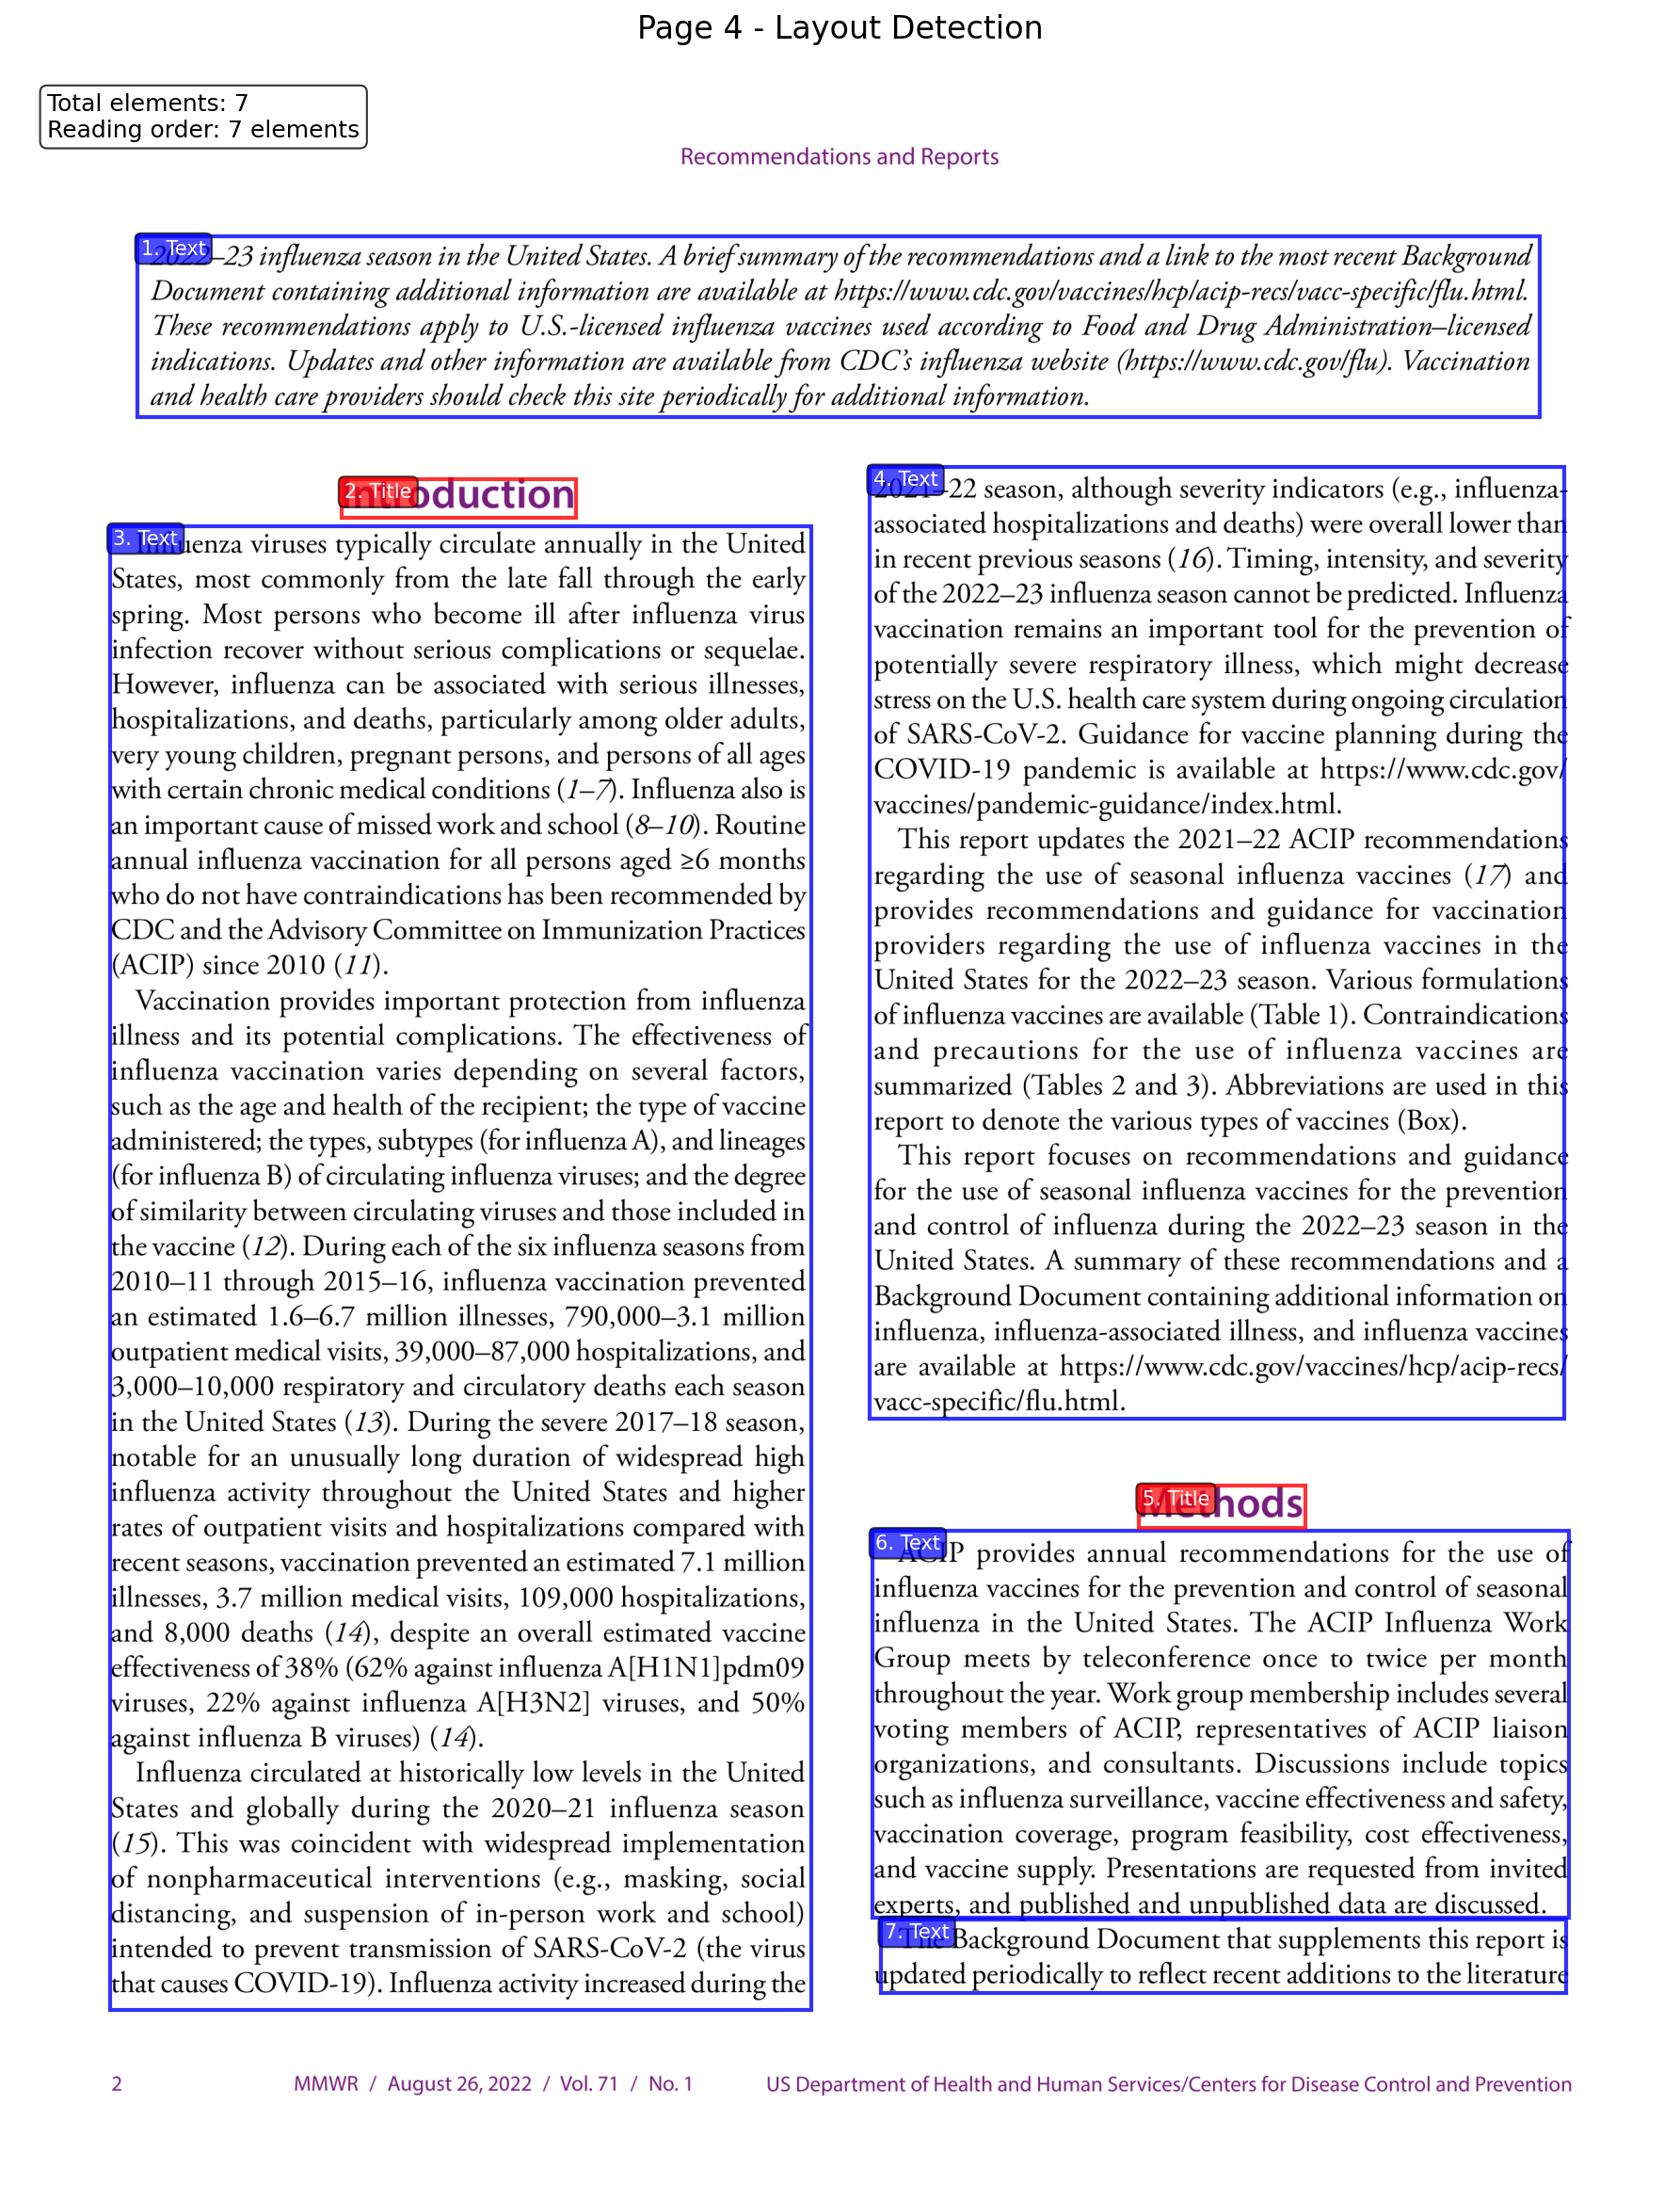 Page 4 - Layout Detection
Total elements: 7
Reading order: 7 elements
Recommendations and Reports
1. Text
2022–23 influenza season in the United States. A brief summary of the recommendations and a link to the most recent Background
Document containing additional information are available at https://www.cdc.gov/vaccines/hcp/acip-recs/vacc-specific/flu.html.
These recommendations apply to U.S.-licensed influenza vaccines used according to Food and Drug Administration–licensed
indications. Updates and other information are available from CDC’s influenza website (https://www.cdc.gov/flu). Vaccination
and health care providers should check this site periodically for additional information.
2. Title
Introduction
3. Text
Influenza viruses typically circulate annually in the United
States, most commonly from the late fall through the early
spring. Most persons who become ill after influenza virus
infection recover without serious complications or sequelae.
However, influenza can be associated with serious illnesses,
hospitalizations, and deaths, particularly among older adults,
very young children, pregnant persons, and persons of all ages
with certain chronic medical conditions (1–7). Influenza also is
an important cause of missed work and school (8–10). Routine
annual influenza vaccination for all persons aged ≥6 months
who do not have contraindications has been recommended by
CDC and the Advisory Committee on Immunization Practices
(ACIP) since 2010 (11).
Vaccination provides important protection from influenza
illness and its potential complications. The effectiveness of
influenza vaccination varies depending on several factors,
such as the age and health of the recipient; the type of vaccine
administered; the types, subtypes (for influenza A), and lineages
(for influenza B) of circulating influenza viruses; and the degree
of similarity between circulating viruses and those included in
the vaccine (12). During each of the six influenza seasons from
2010–11 through 2015–16, influenza vaccination prevented
an estimated 1.6–6.7 million illnesses, 790,000–3.1 million
outpatient medical visits, 39,000–87,000 hospitalizations, and
3,000–10,000 respiratory and circulatory deaths each season
in the United States (13). During the severe 2017–18 season,
notable for an unusually long duration of widespread high
influenza activity throughout the United States and higher
rates of outpatient visits and hospitalizations compared with
recent seasons, vaccination prevented an estimated 7.1 million
illnesses, 3.7 million medical visits, 109,000 hospitalizations,
and 8,000 deaths (14), despite an overall estimated vaccine
effectiveness of 38% (62% against influenza A[H1N1]pdm09
viruses, 22% against influenza A[H3N2] viruses, and 50%
against influenza B viruses) (14).
Influenza circulated at historically low levels in the United
States and globally during the 2020–21 influenza season
(15). This was coincident with widespread implementation
of nonpharmaceutical interventions (e.g., masking, social
distancing, and suspension of in-person work and school)
intended to prevent transmission of SARS-CoV-2 (the virus
that causes COVID-19). Influenza activity increased during the
4. Text
2021–22 season, although severity indicators (e.g., influenza-
associated hospitalizations and deaths) were overall lower than
in recent previous seasons (16). Timing, intensity, and severity
of the 2022–23 influenza season cannot be predicted. Influenza
vaccination remains an important tool for the prevention of
potentially severe respiratory illness, which might decrease
stress on the U.S. health care system during ongoing circulation
of SARS-CoV-2. Guidance for vaccine planning during the
COVID-19 pandemic is available at https://www.cdc.gov/
vaccines/pandemic-guidance/index.html.
This report updates the 2021–22 ACIP recommendations
regarding the use of seasonal influenza vaccines (17) and
provides recommendations and guidance for vaccination
providers regarding the use of influenza vaccines in the
United States for the 2022–23 season. Various formulations
of influenza vaccines are available (Table 1). Contraindications
and precautions for the use of influenza vaccines are
summarized (Tables 2 and 3). Abbreviations are used in this
report to denote the various types of vaccines (Box).
This report focuses on recommendations and guidance
for the use of seasonal influenza vaccines for the prevention
and control of influenza during the 2022–23 season in the
United States. A summary of these recommendations and a
Background Document containing additional information on
influenza, influenza-associated illness, and influenza vaccines
are available at https://www.cdc.gov/vaccines/hcp/acip-recs/
vacc-specific/flu.html.
5. Title
Methods
6. Text
ACIP provides annual recommendations for the use of
influenza vaccines for the prevention and control of seasonal
influenza in the United States. The ACIP Influenza Work
Group meets by teleconference once to twice per month
throughout the year. Work group membership includes several
voting members of ACIP, representatives of ACIP liaison
organizations, and consultants. Discussions include topics
such as influenza surveillance, vaccine effectiveness and safety,
vaccination coverage, program feasibility, cost effectiveness,
and vaccine supply. Presentations are requested from invited
experts, and published and unpublished data are discussed.
7. Text
The Background Document that supplements this report is
updated periodically to reflect recent additions to the literature
2 MMWR / August 26, 2022 / Vol. 71 / No. 1 US Department of Health and Human Services/Centers for Disease Control and Prevention